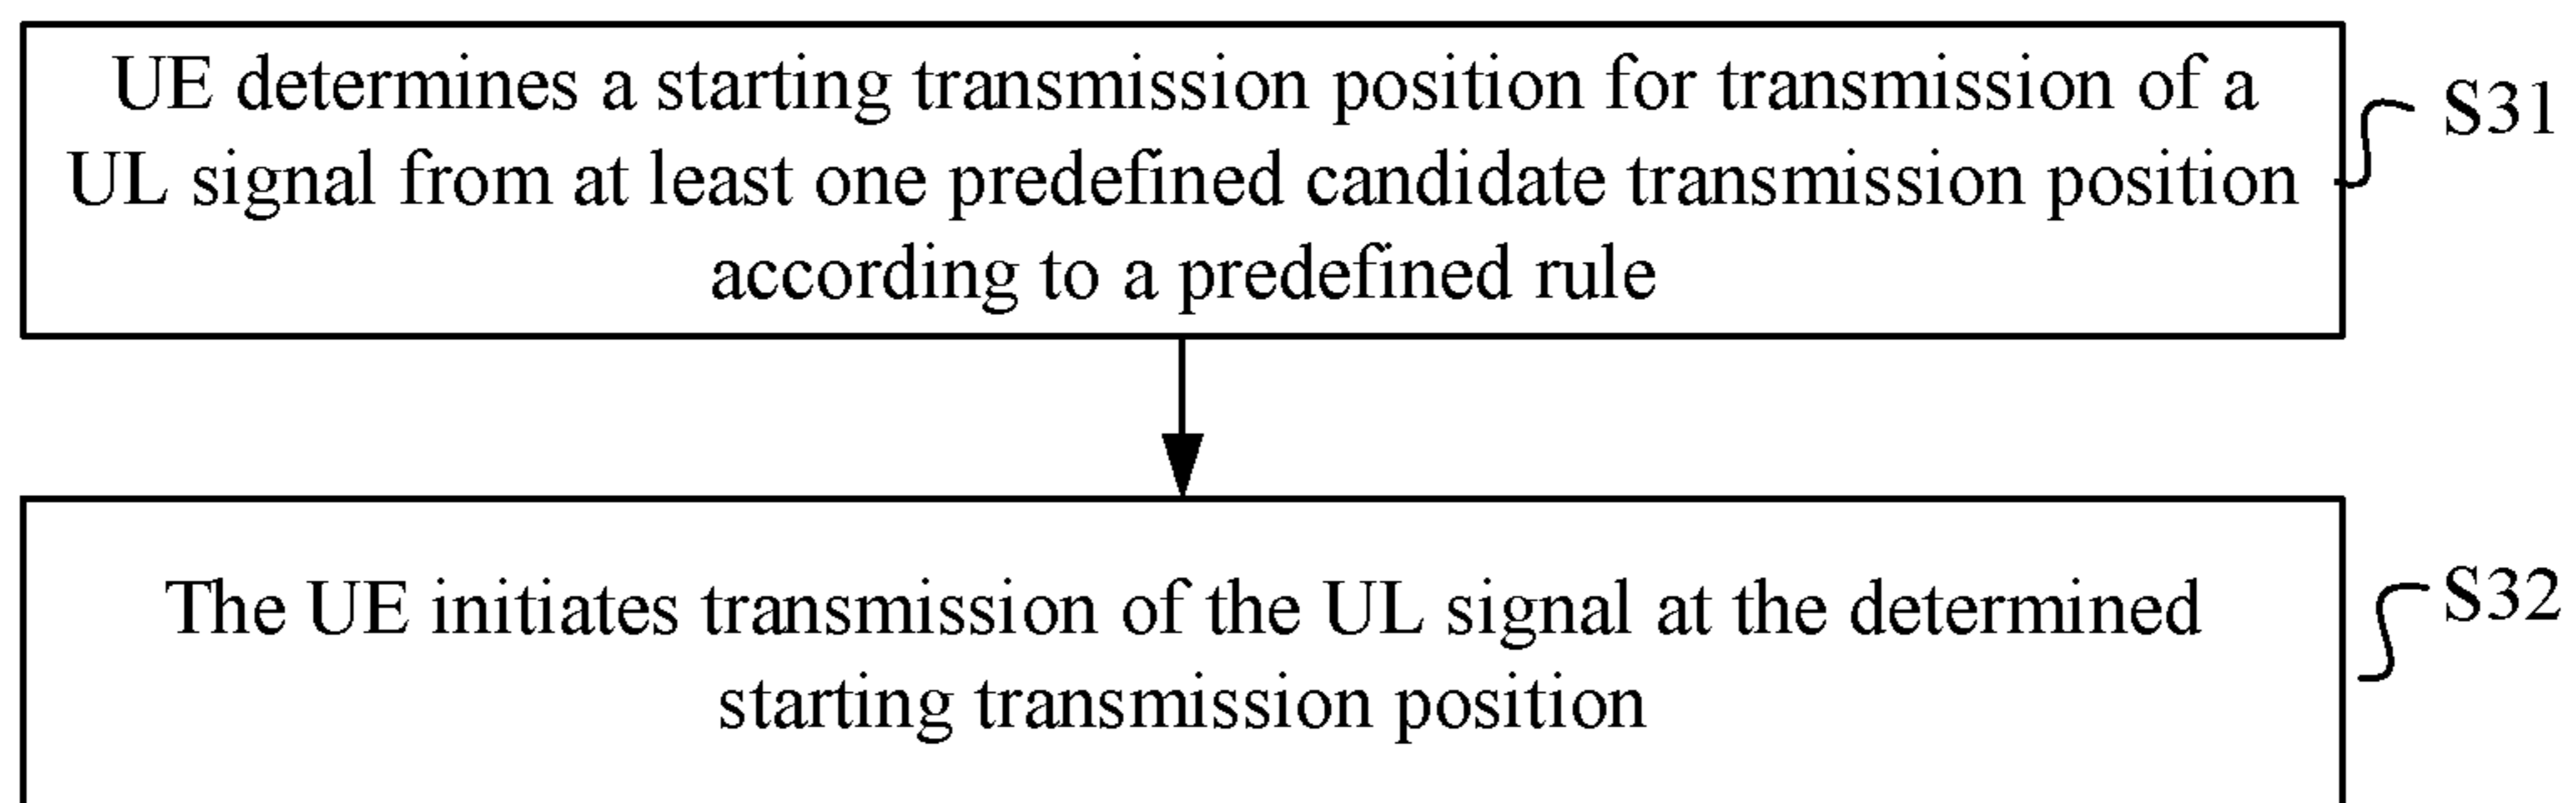 UE determines a starting transmission position for transmission of a
UL signal from at least one predefined candidate transmission position
according to a predefined rule
S31
The UE initiates transmission of the UL signal at the determined
starting transmission position
S32